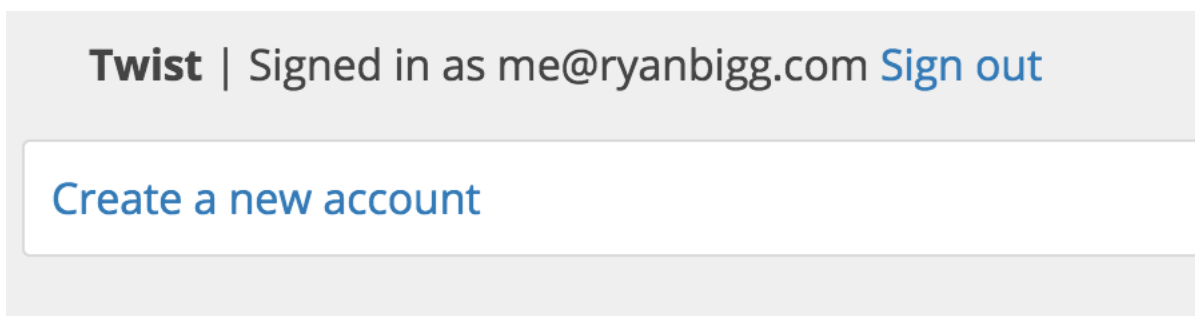 Twist | Signed in as me@ryanbigg.com Sign out
Create a new account